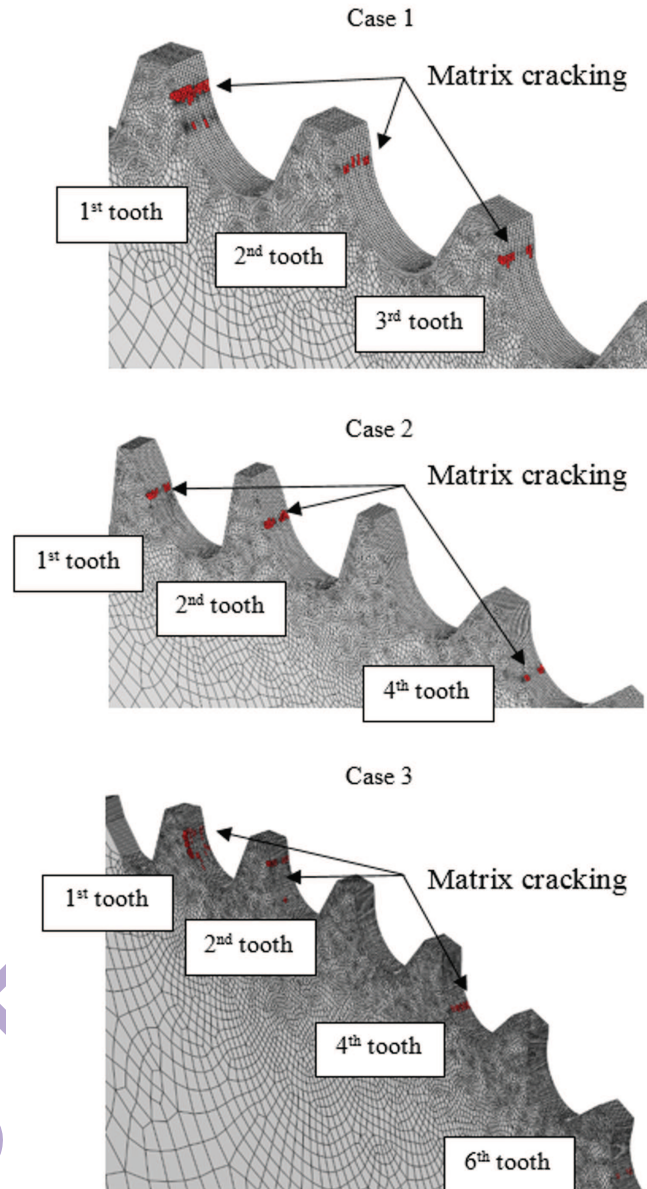 Case 1
Matrix cracking
1st tooth
2nd tooth
3rd tooth
Case 2
Matrix cracking
1st tooth
2nd tooth
4th tooth
Case 3
Matrix cracking
1st tooth
2nd tooth
4th tooth
6th tooth